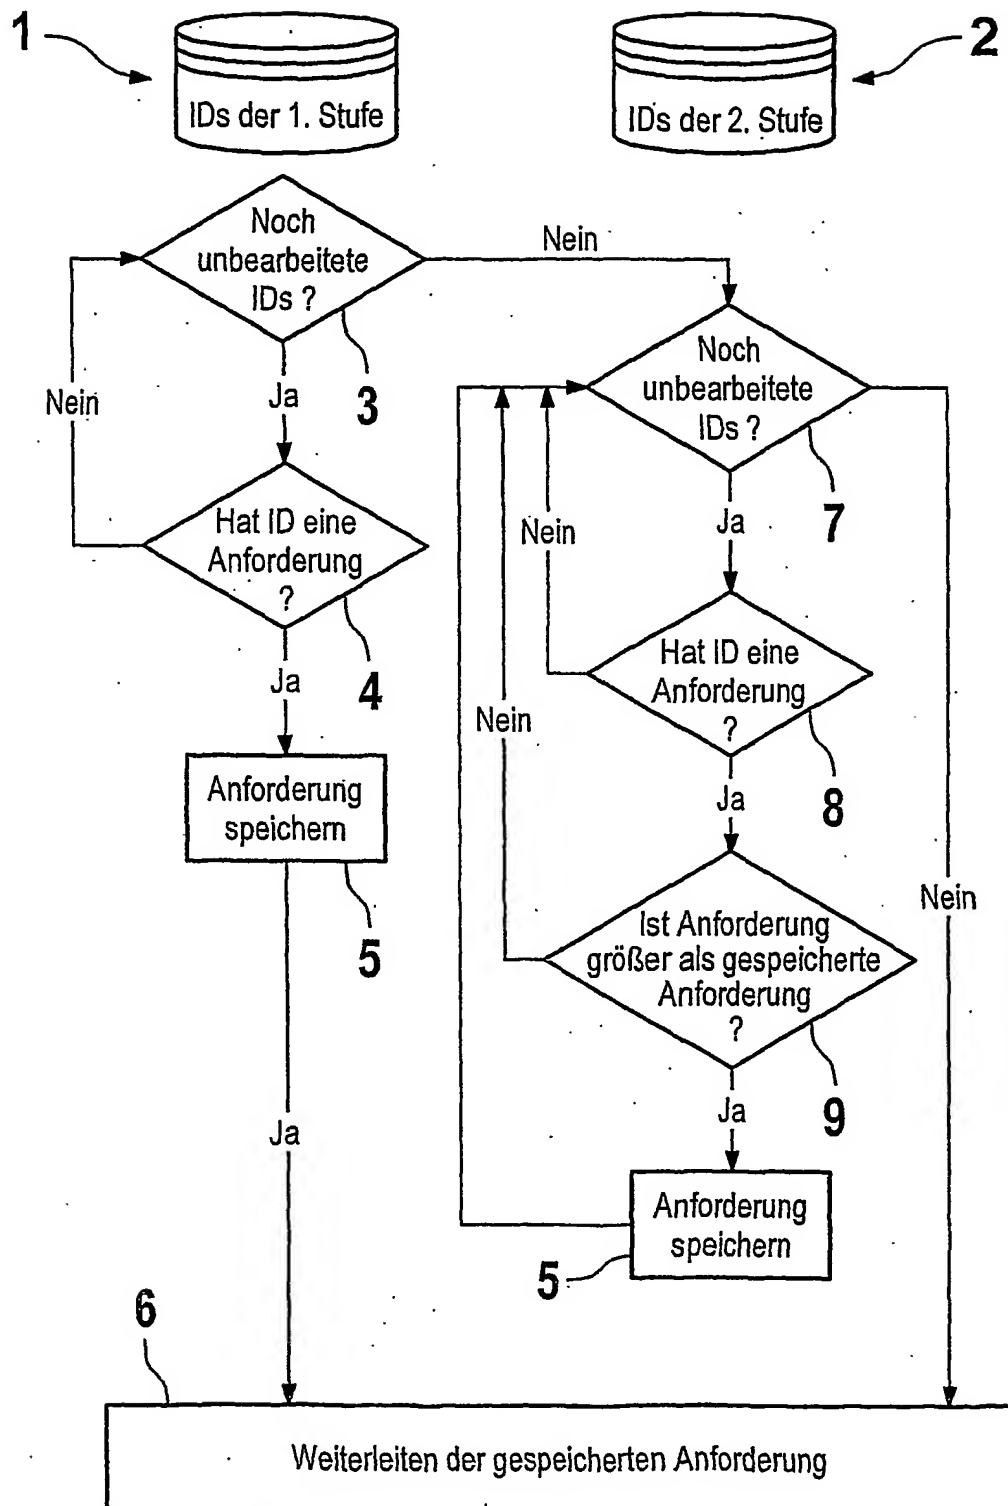 1
2
IDs der 1. Stufe
IDs der 2. Stufe
Noch
unbearbeitete
IDs ?
3
Nein
Nein
Ja
Noch
unbearbeitete
IDs ?
7
Hat ID eine
Anforderung
?
4
Nein
Ja
Ja
Hat ID eine
Anforderung
?
8
Anforderung
speichern
5
Nein
Ja
Ist Anforderung
größer als gespeicherte
Anforderung
?
9
Nein
Ja
Ja
Anforderung
speichern
5
6
Weiterleiten der gespeicherten Anforderung